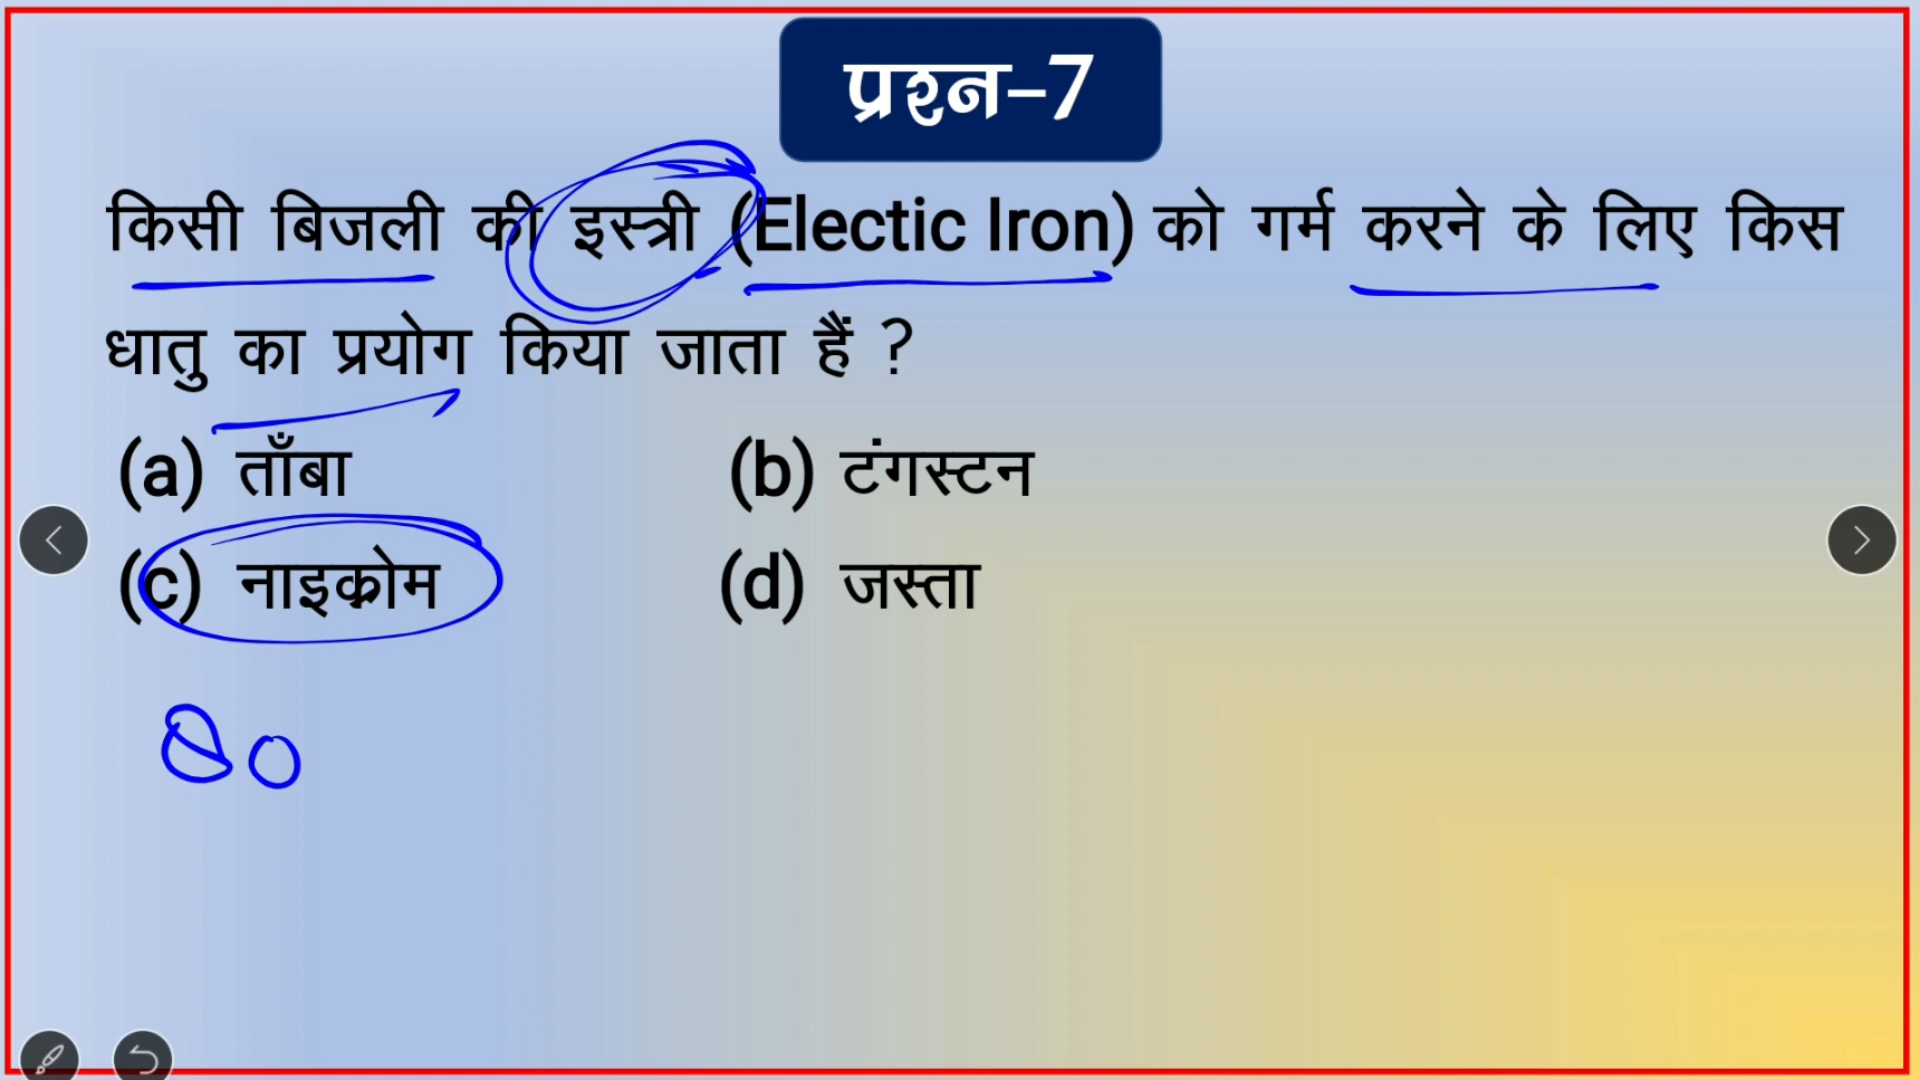 प्रश्न–7
किसी बिजली की इस्त्री (Electic Iron) को गर्म करने के लिए किस
धातु का प्रयोग किया जाता हैं ?
(a) ताँबा (b) टंगस्टन
(c) नाइक्रोम (d) जस्ता
80